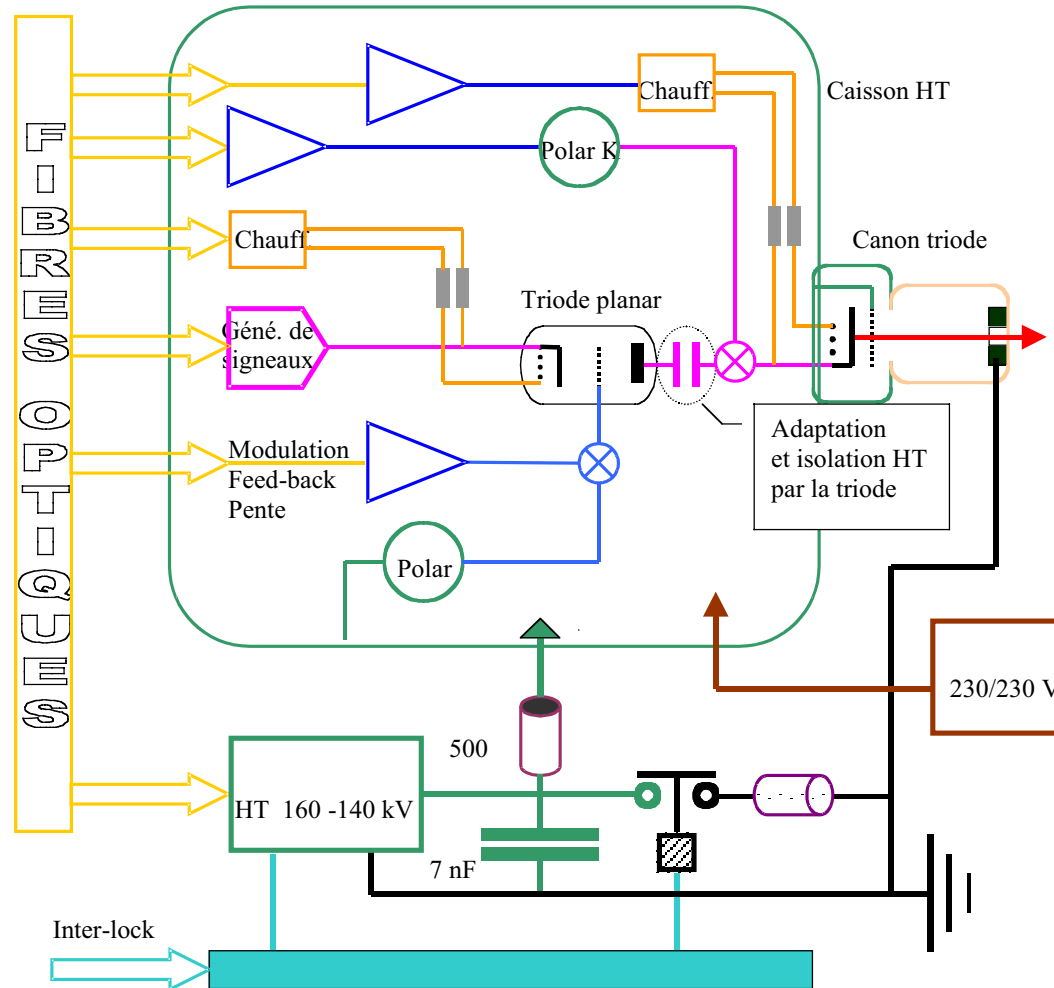 FIBRES OPTIQUES
Chauff.
Caisson HT
Polar K
Chauff.
Canon triode
Triode planar
Géné. de
signeaux
Adaptation
et isolation HT
par la triode
Modulation
Feed-back
Pente
Polar
230/230 V
500
HT 160 -140 kV
7 nF
Inter-lock